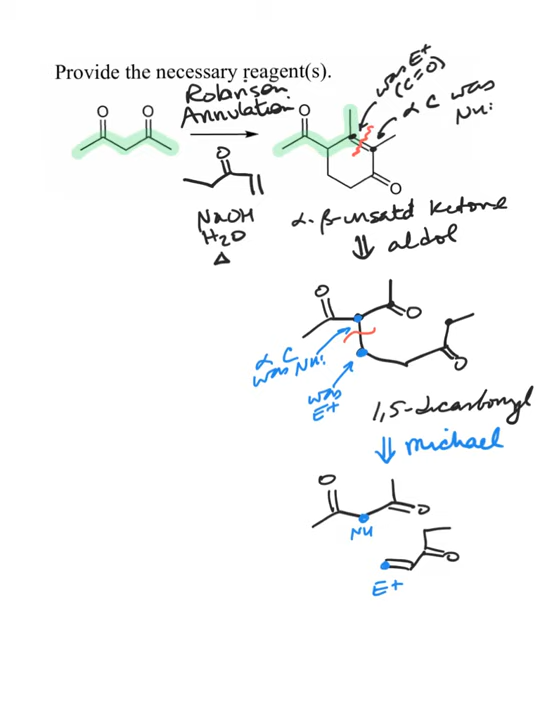 Provide the necessary reagent(s).
Robinson
Annulation
O
O
O
was E+
(C=O)
α C was
Nu:
O
O
NaOH
H2O
Δ
α,β-unsatd ketone
⇓ aldol
O
O
O
α C
was Nu:
was
E+
1,5-dicarbonyl
⇓ michael
O
O
Nu
O
E+